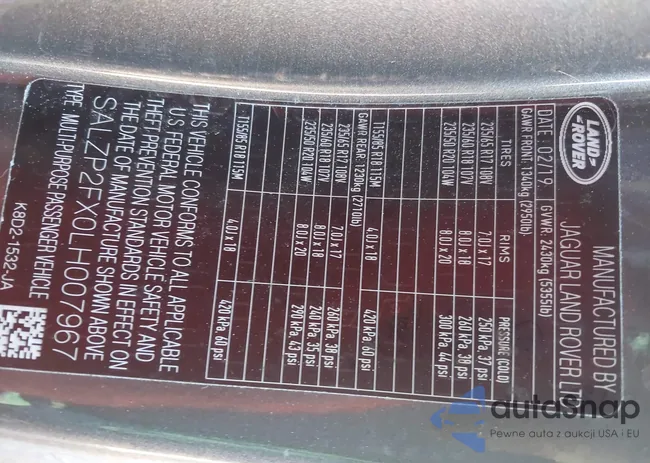 LAND-
-ROVER
MANUFACTURED BY
JAGUAR LAND ROVER LTD
DATE: 02/19 GVWR: 2430kg (5355lb)
GAWR FRONT: 1340kg (2950lb)
TIRES RIMS PRESSURE (COLD)
235/65 R17 108V 7.0J x 17 250 kPa, 37 psi
235/60 R18 107V 8.0J x 18 260 kPa, 38 psi
235/50 R20 104W 8.0J x 20 300 kPa, 44 psi
T155/85 R18 115M 4.0J x 18 420 kPa, 60 psi
GAWR REAR: 1230kg (2710lb)
235/65 R17 108V 7.0J x 17 260 kPa, 38 psi
235/60 R18 107V 8.0J x 18 240 kPa, 35 psi
235/50 R20 104W 8.0J x 20 290 kPa, 43 psi
T155/85 R18 115M 4.0J x 18 420 kPa, 60 psi
THIS VEHICLE CONFORMS TO ALL APPLICABLE
U.S. FEDERAL MOTOR VEHICLE SAFETY AND
THEFT PREVENTION STANDARDS IN EFFECT ON
THE DATE OF MANUFACTURE SHOWN ABOVE
SALZP2FX0LH007967
TYPE: MULTIPURPOSE PASSENGER VEHICLE
K8D2-1532-JA
autoSnap
Pewne auta z aukcji USA i EU